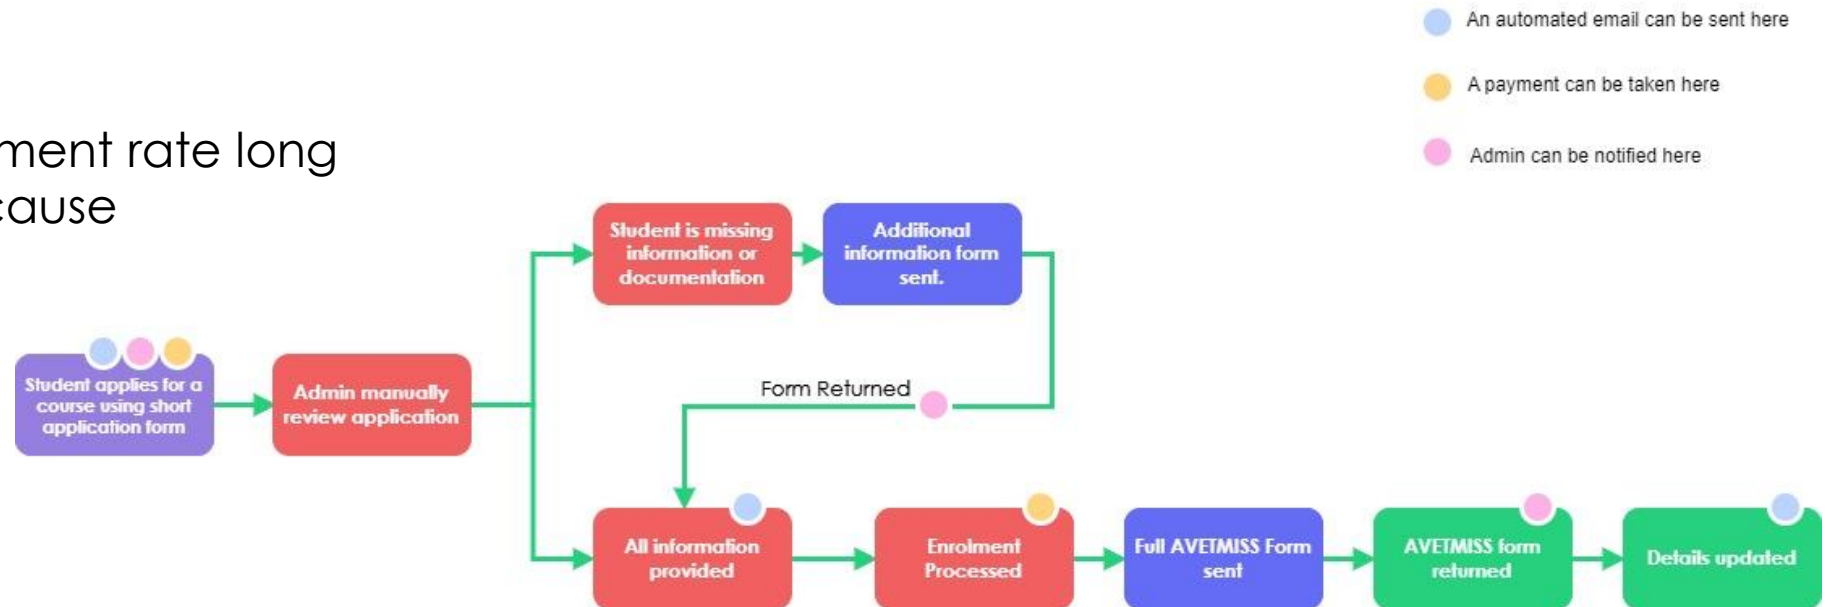 An automated email can be sent here
A payment can be taken here
Admin can be notified here
ment rate long
cause
Student is missing
information or
documentation
Additional
information form
sent.
Student applies for a
course using short
application form
Admin manually
review application
Form Returned
All information
provided
Enrolment
Processed
Full AVETMISS Form
sent
AVETMISS form
returned
Details updated